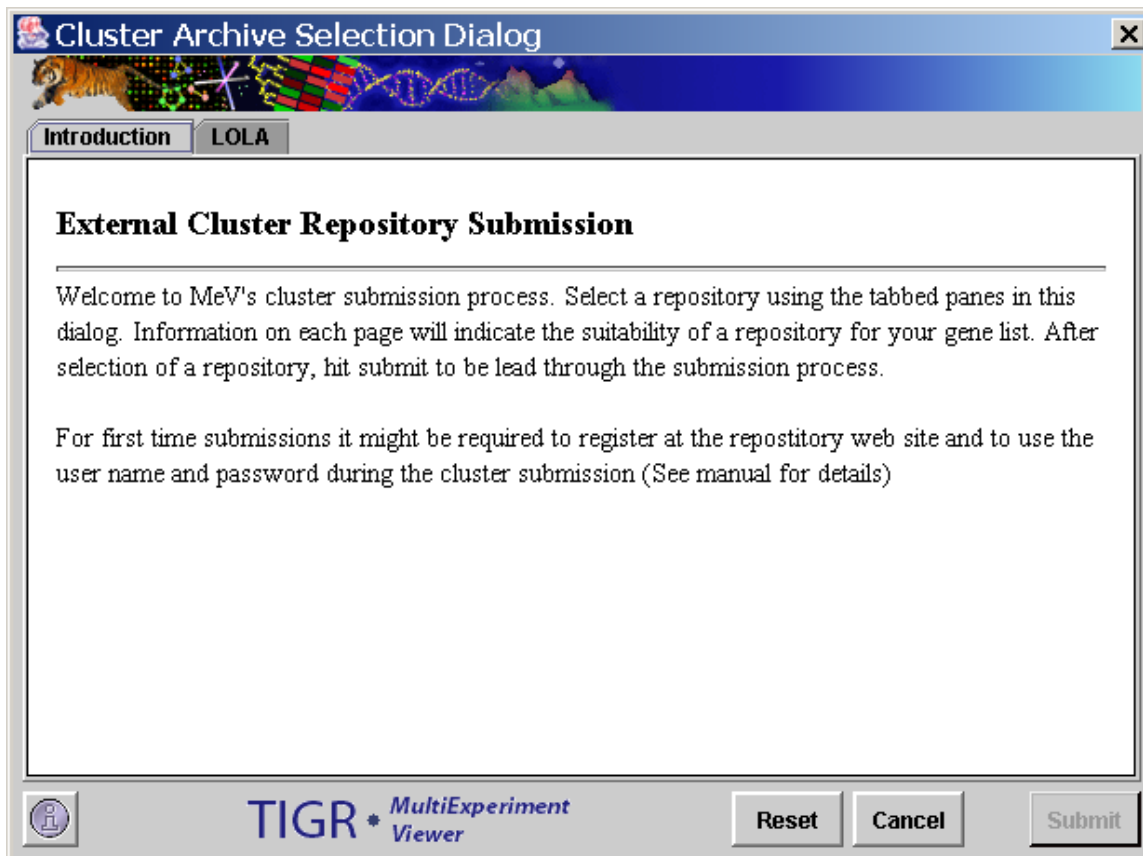 Cluster Archive Selection Dialog
Introduction LOLA
External Cluster Repository Submission
Welcome to MeV's cluster submission process. Select a repository using the tabbed panes in this
dialog. Information on each page will indicate the suitability of a repository for your gene list. After
selection of a repository, hit submit to be lead through the submission process.
For first time submissions it might be required to register at the repostitory web site and to use the
user name and password during the cluster submission (See manual for details)
TIGR • MultiExperiment
Viewer
Reset Cancel Submit